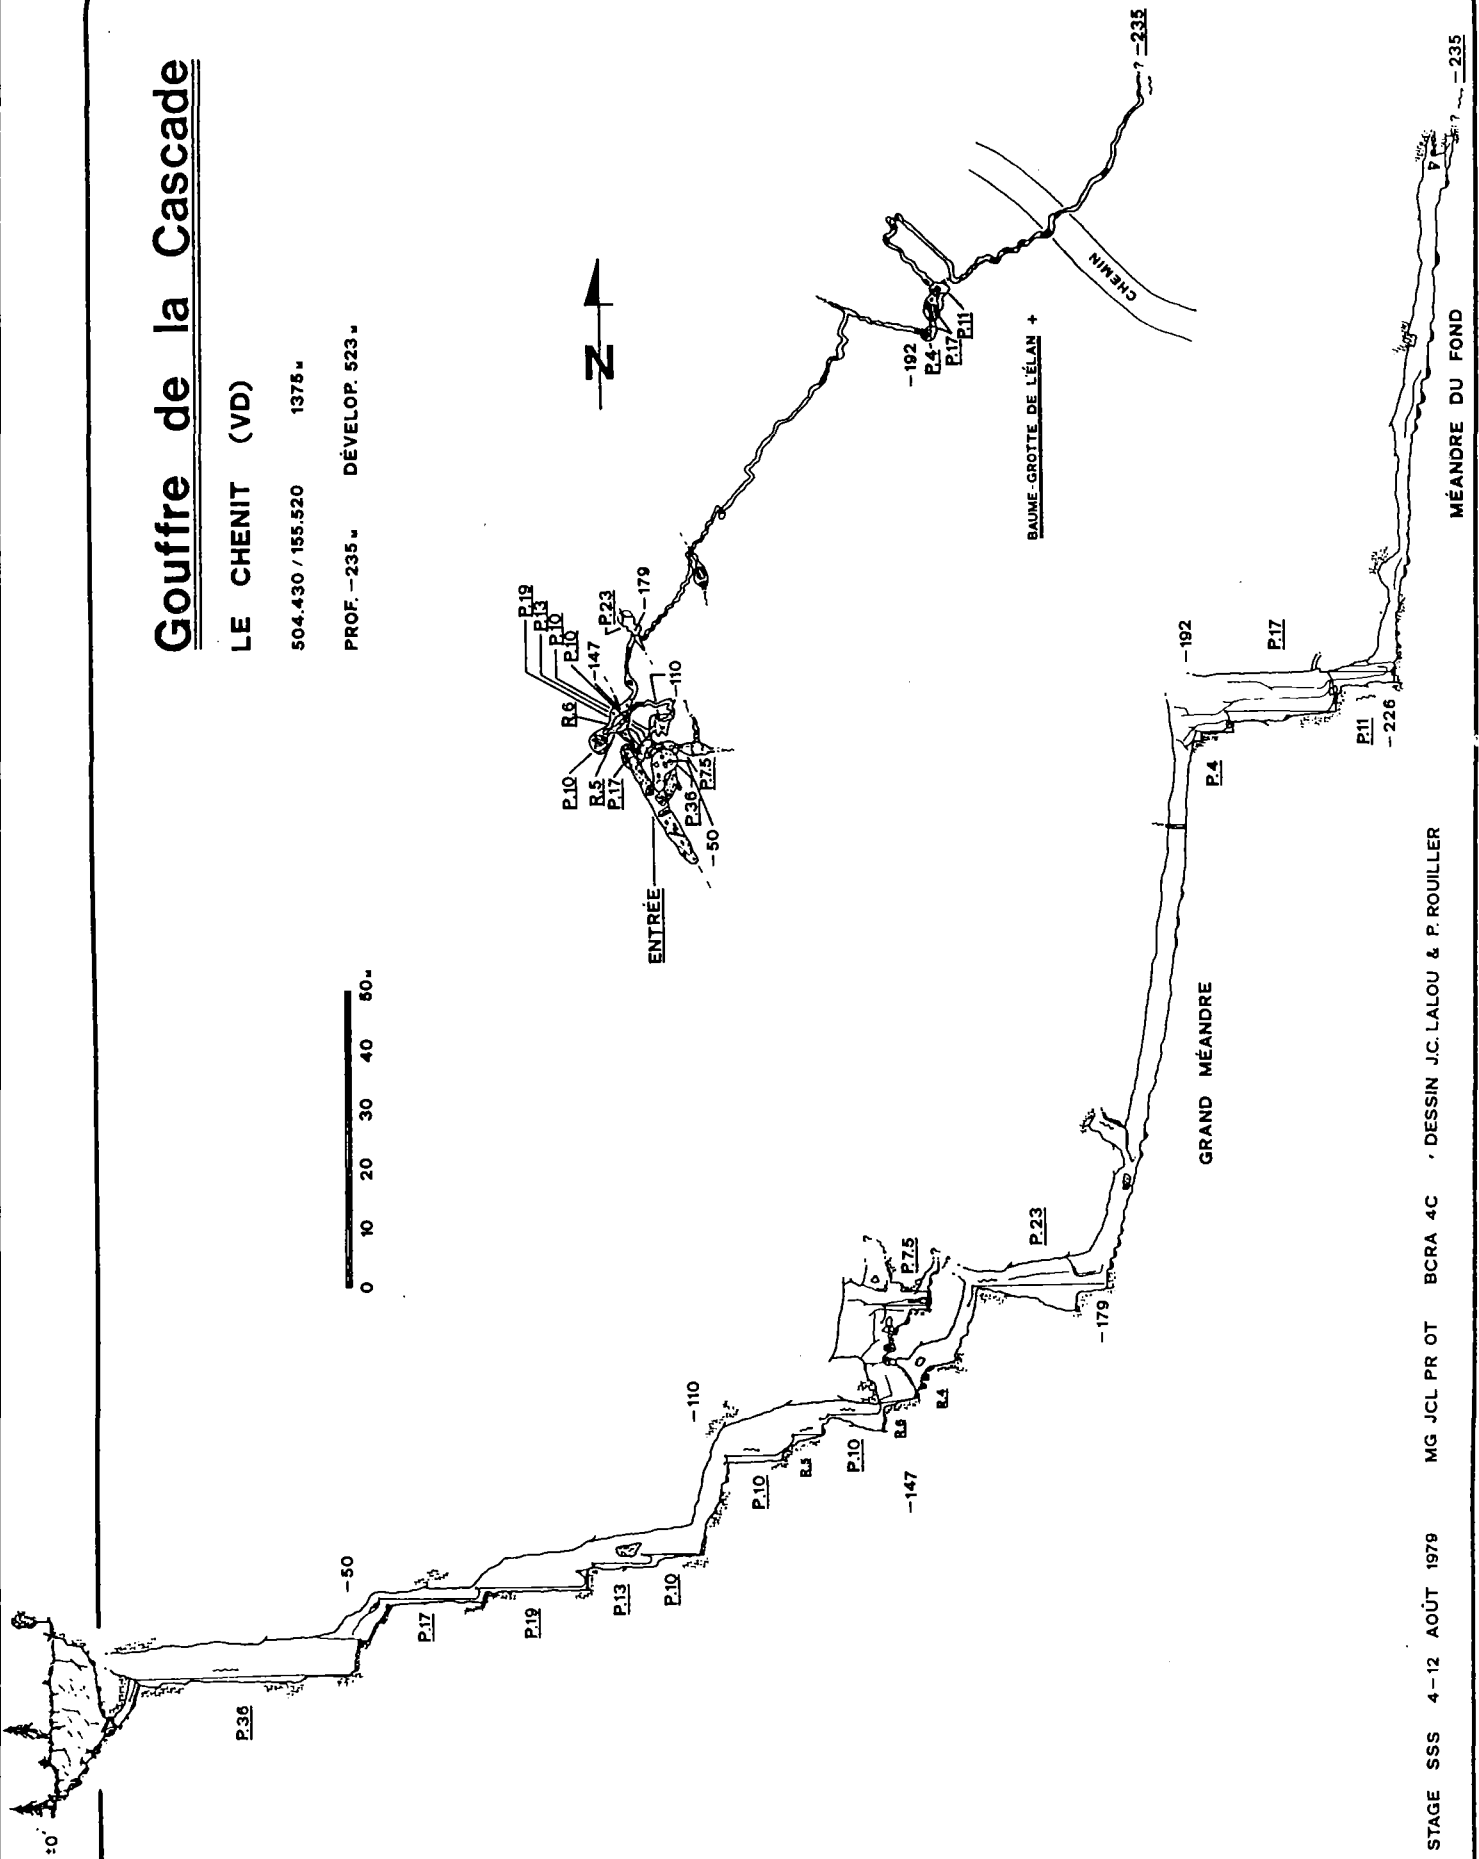 Gouffre de la Cascade
LE CHENIT (VD)
504.430 / 155.520 1375 M
PROF. -235 M DÉVELOP. 523 M
0 10 20 30 40 50 M
N
P.19
P.13
P.10
P.10
-147
R.6
P.23
-179
-110
P.10
R.5
P.17
P.7.5
P.36
-50
ENTRÉE
-192
P.4
P.17
P.11
CHEMIN
BAUME-GROTTE DE L'ÉLAN +
? -235
±0
P.36
-50
P.17
P.19
P.13
P.10
-110
P.10
R.5
P.10
R.6
R.4
-147
?
P.7.5
?
P.23
-179
GRAND MÉANDRE
-192
P.4
P.17
P.11
-226
MÉANDRE DU FOND
P.4
? -235
STAGE SSS 4-12 AOÛT 1979 MG JCL PR OT BCRA 4C DESSIN J.C. LALOU & P. ROUILLER